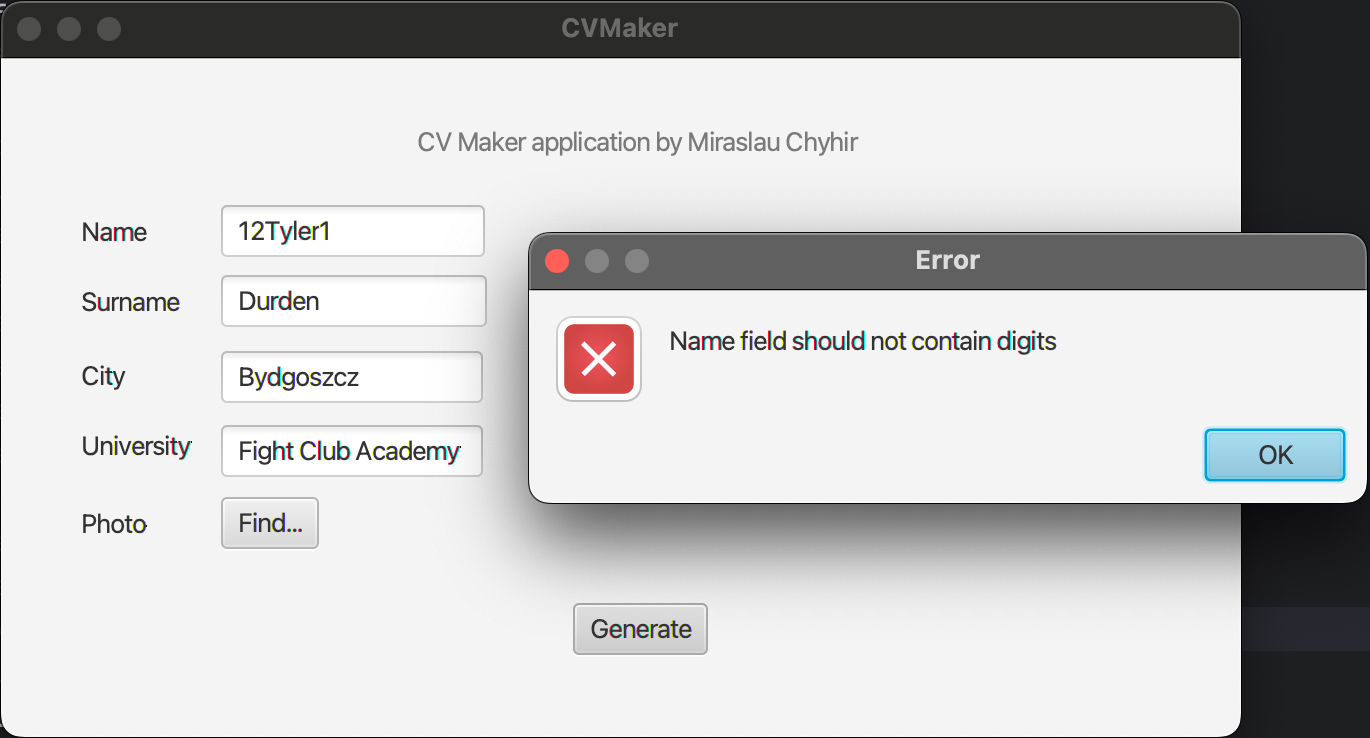 CVMaker
CV Maker application by Miraslau Chyhir
Name 12Tyler1
Surname Durden
City Bydgoszcz
University Fight Club Academy
Photo Find...
Generate
Error
Name field should not contain digits
OK